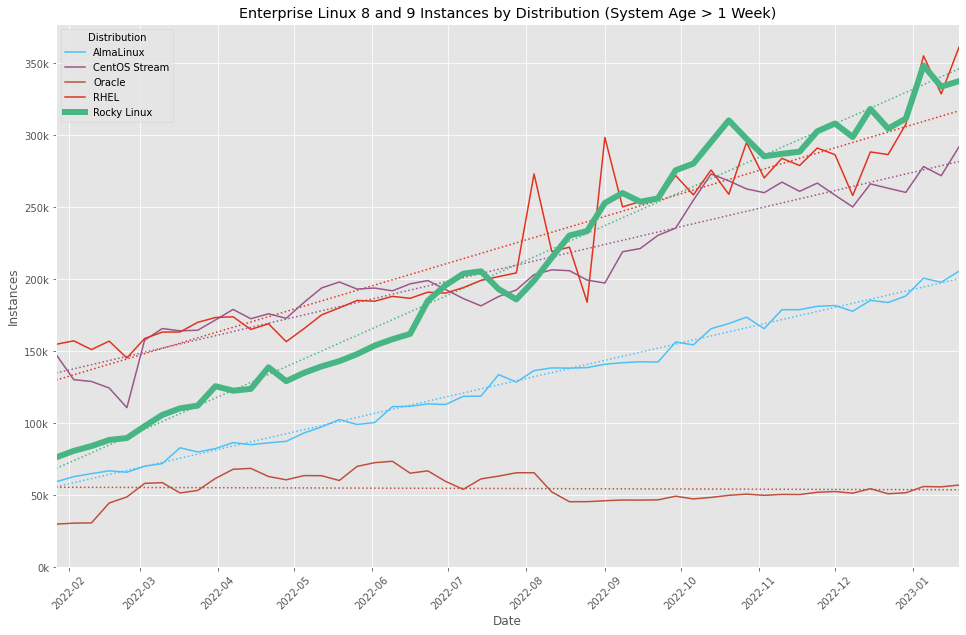 Enterprise Linux 8 and 9 Instances by Distribution (System Age > 1 Week)
Distribution
AlmaLinux
CentOS Stream
Oracle
RHEL
Rocky Linux
350k
300k
250k
200k
150k
100k
50k
0k
Instances
2022-02
2022-03
2022-04
2022-05
2022-06
2022-07
2022-08
2022-09
2022-10
2022-11
2022-12
2023-01
Date